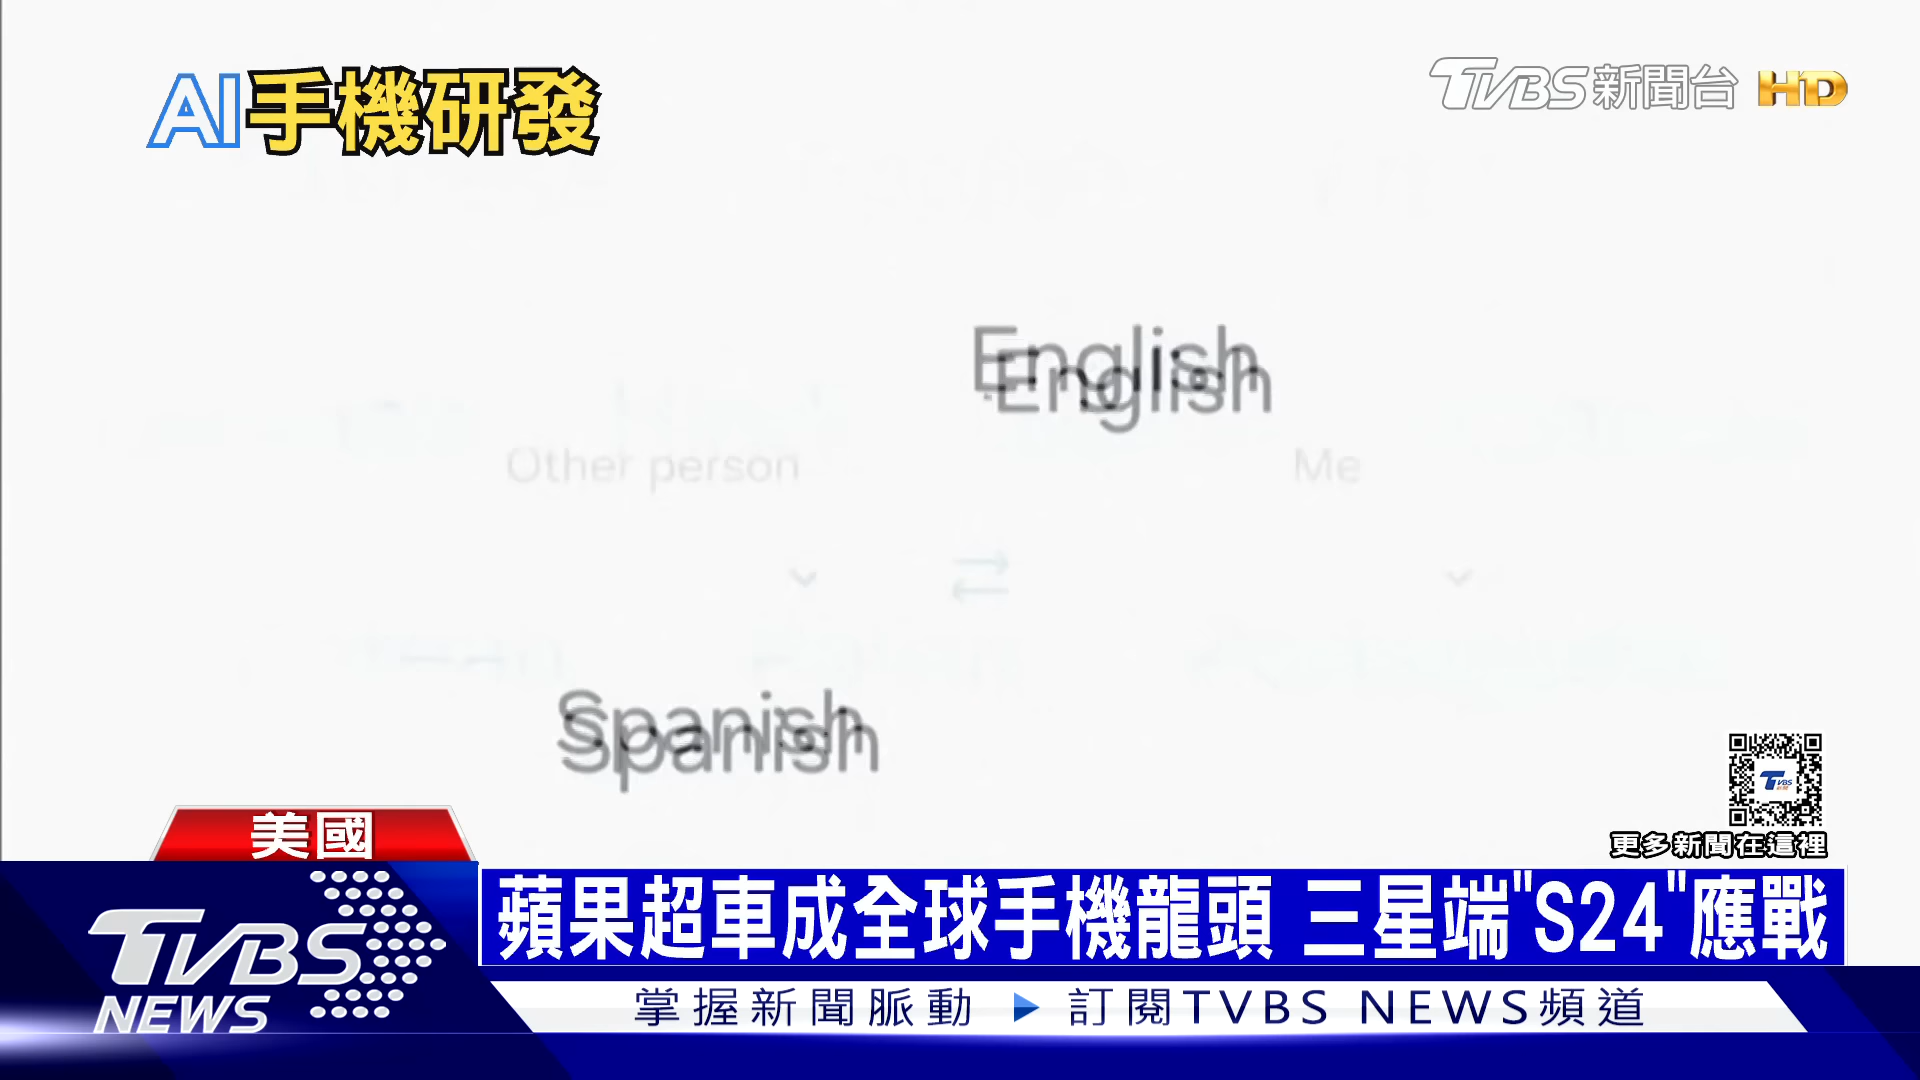 AI手機研發
TVBS新聞台 HD
English
English
Other person
Me
Spanish
Spanish
TVBS
更多新聞在這裡
美國
蘋果超車成全球手機龍頭 三星端"S24"應戰
TVBS
NEWS
掌握新聞脈動 ▶ 訂閱TVBS NEWS頻道